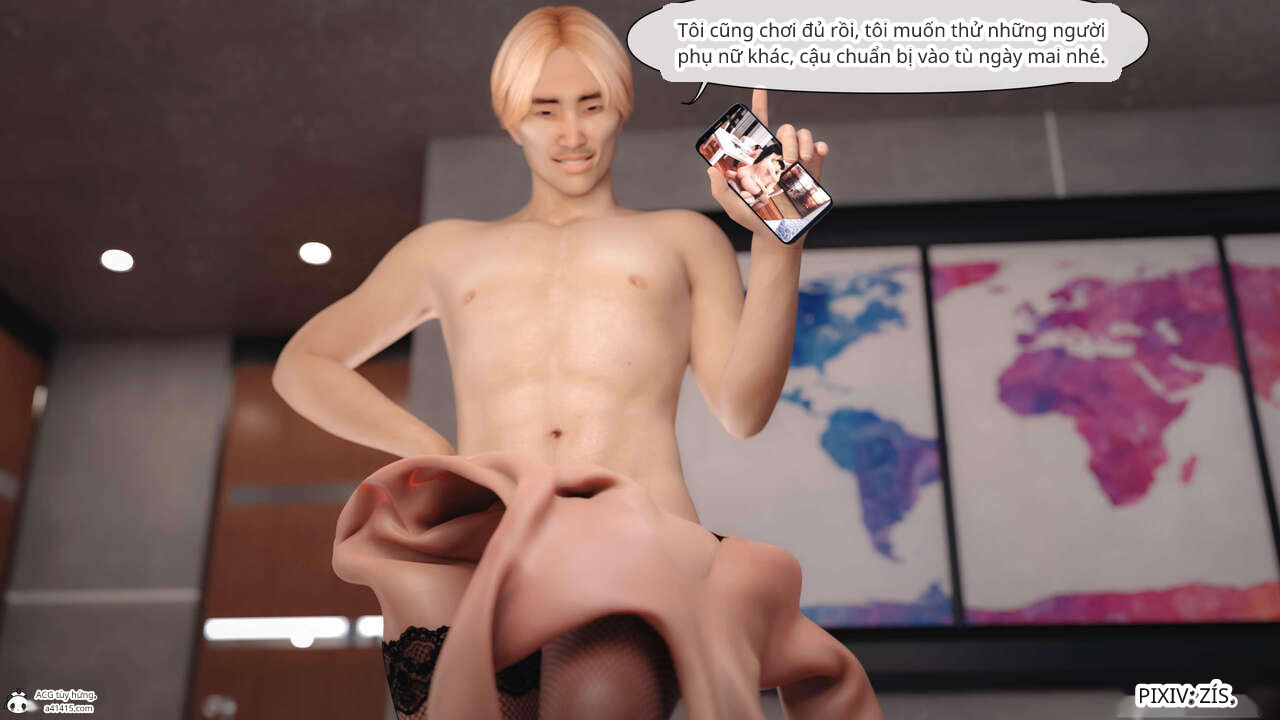 Tôi cũng chơi đủ rồi, tôi muốn thử những người
phụ nữ khác, cậu chuẩn bị vào tù ngày mai nhé.
ACG tùy hứng,
a41415.com
PIXIV: ZÍS.